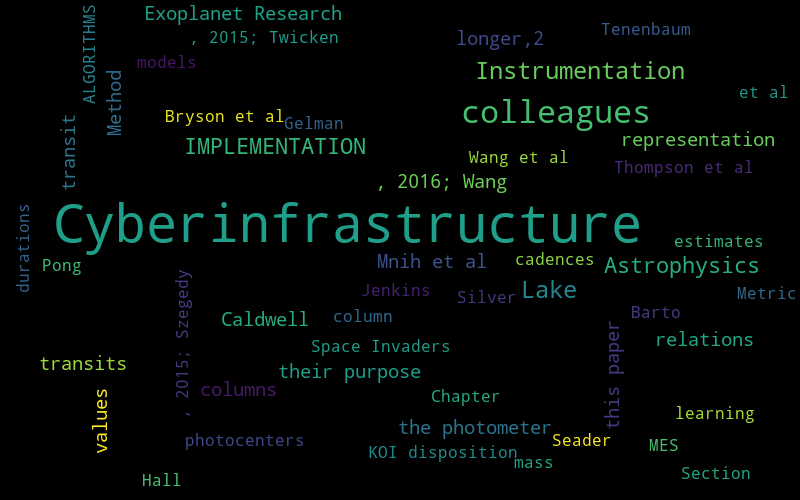 Exoplanet Research
ALGORITHMS
, 2015; Twicken
longer,2
Tenenbaum
models
Method
Instrumentation
et al
colleagues
Bryson et al
Gelman
transit
IMPLEMENTATION
representation
Wang et al
Thompson et al
, 2016; Wang
Cyberinfrastructure
durations
estimates
Pong
Mnih et al
cadences
Astrophysics
Jenkins
Silver
Lake
Metric
, 2015; Szegedy
Caldwell
column
Barto
Space Invaders
relations
transits
their purpose
this paper
columns
Chapter
values
learning
photocenters
the photometer
Seader
MES
KOI disposition
mass
Section
Hall